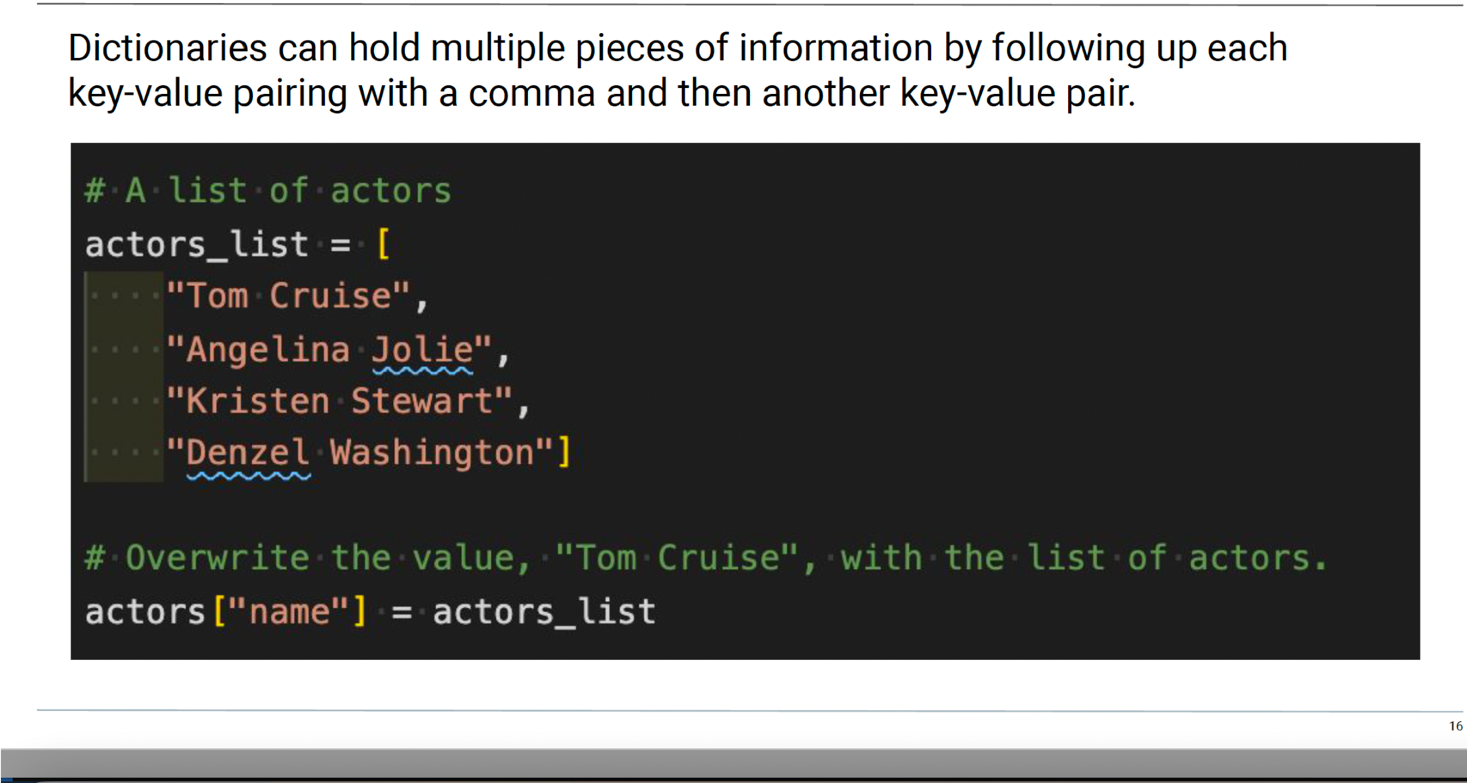 Dictionaries can hold multiple pieces of information by following up each
key-value pairing with a comma and then another key-value pair.
# A list of actors
actors_list = [
    "Tom Cruise",
    "Angelina Jolie",
    "Kristen Stewart",
    "Denzel Washington"]
# Overwrite the value, "Tom Cruise", with the list of actors.
actors["name"] = actors_list
16